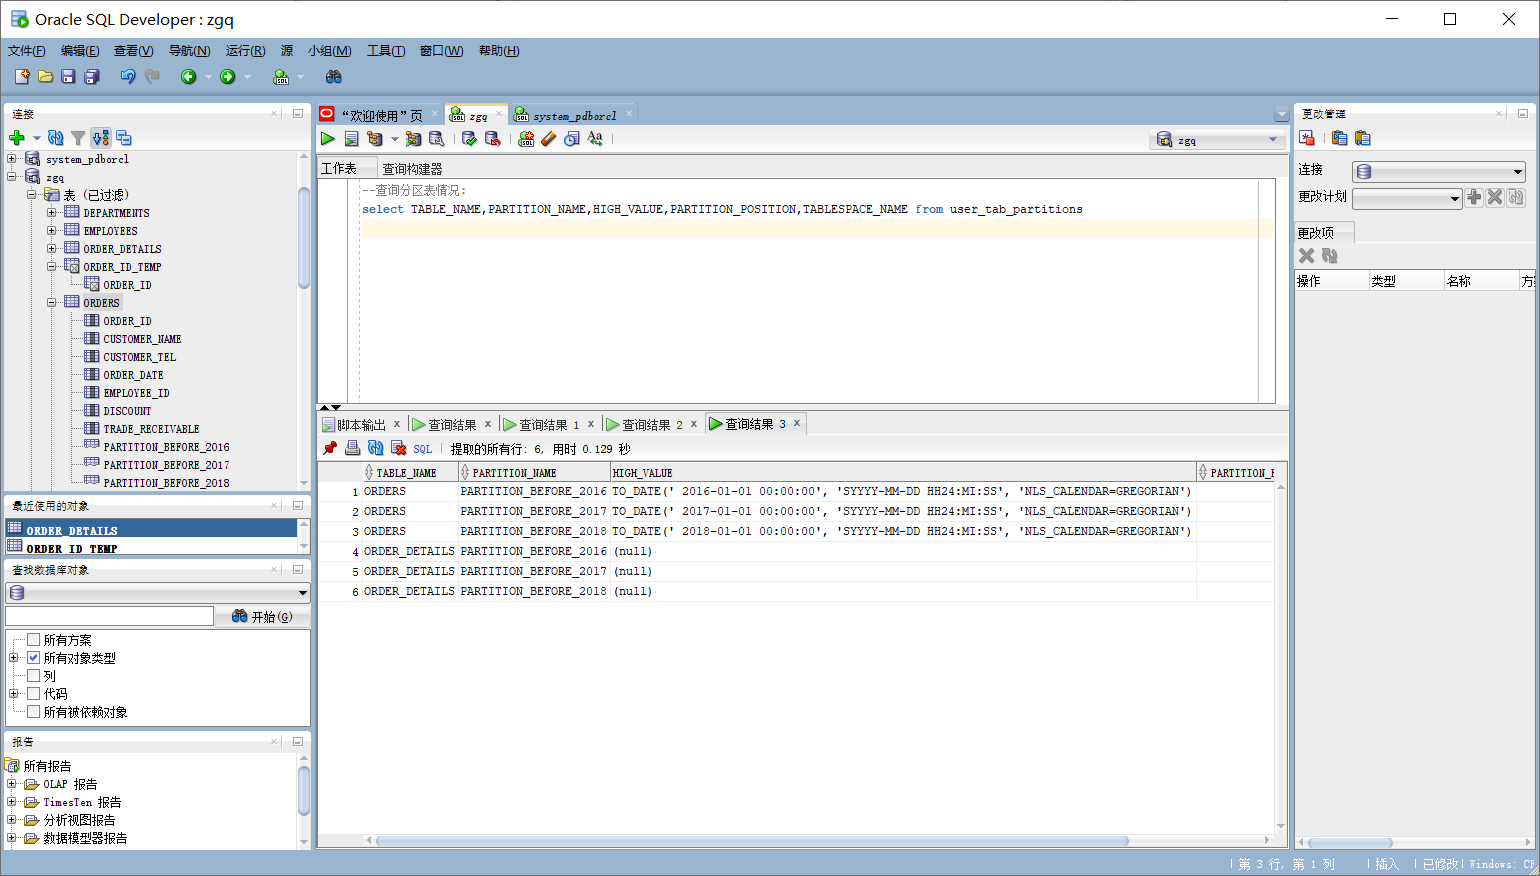 Oracle SQL Developer : zgq
文件(F) 编辑(E) 查看(V) 导航(N) 运行(R) 源 小组(M) 工具(T) 窗口(W) 帮助(H)
连接
system_pdborcl
zgq
表 (已过滤)
DEPARTMENTS
EMPLOYEES
ORDER_DETAILS
ORDER_ID_TEMP
ORDER_ID
ORDERS
ORDER_ID
CUSTOMER_NAME
CUSTOMER_TEL
ORDER_DATE
EMPLOYEE_ID
DISCOUNT
TRADE_RECEIVABLE
PARTITION_BEFORE_2016
PARTITION_BEFORE_2017
PARTITION_BEFORE_2018
最近使用的对象
ORDER_DETAILS
ORDER_ID_TEMP
查找数据库对象
开始(G)
所有方案
所有对象类型
列
代码
所有被依赖对象
报告
所有报告
OLAP 报告
TimesTen 报告
分析视图报告
数据模型器报告
“欢迎使用”页 zgq system_pdborcl
zgq
工作表 查询构建器
--查询分区表情况:
select TABLE_NAME,PARTITION_NAME,HIGH_VALUE,PARTITION_POSITION,TABLESPACE_NAME from user_tab_partitions
脚本输出 查询结果 查询结果 1 查询结果 2 查询结果 3
SQL 提取的所有行: 6, 用时 0.129 秒
TABLE_NAME PARTITION_NAME HIGH_VALUE PARTITION_
1 ORDERS PARTITION_BEFORE_2016 TO_DATE(' 2016-01-01 00:00:00', 'SYYYY-MM-DD HH24:MI:SS', 'NLS_CALENDAR=GREGORIAN')
2 ORDERS PARTITION_BEFORE_2017 TO_DATE(' 2017-01-01 00:00:00', 'SYYYY-MM-DD HH24:MI:SS', 'NLS_CALENDAR=GREGORIAN')
3 ORDERS PARTITION_BEFORE_2018 TO_DATE(' 2018-01-01 00:00:00', 'SYYYY-MM-DD HH24:MI:SS', 'NLS_CALENDAR=GREGORIAN')
4 ORDER_DETAILS PARTITION_BEFORE_2016 (null)
5 ORDER_DETAILS PARTITION_BEFORE_2017 (null)
6 ORDER_DETAILS PARTITION_BEFORE_2018 (null)
更改管理
连接
更改计划
更改项
操作 类型 名称 方
第 3 行, 第 1 列 插入 已修改 Windows: CF